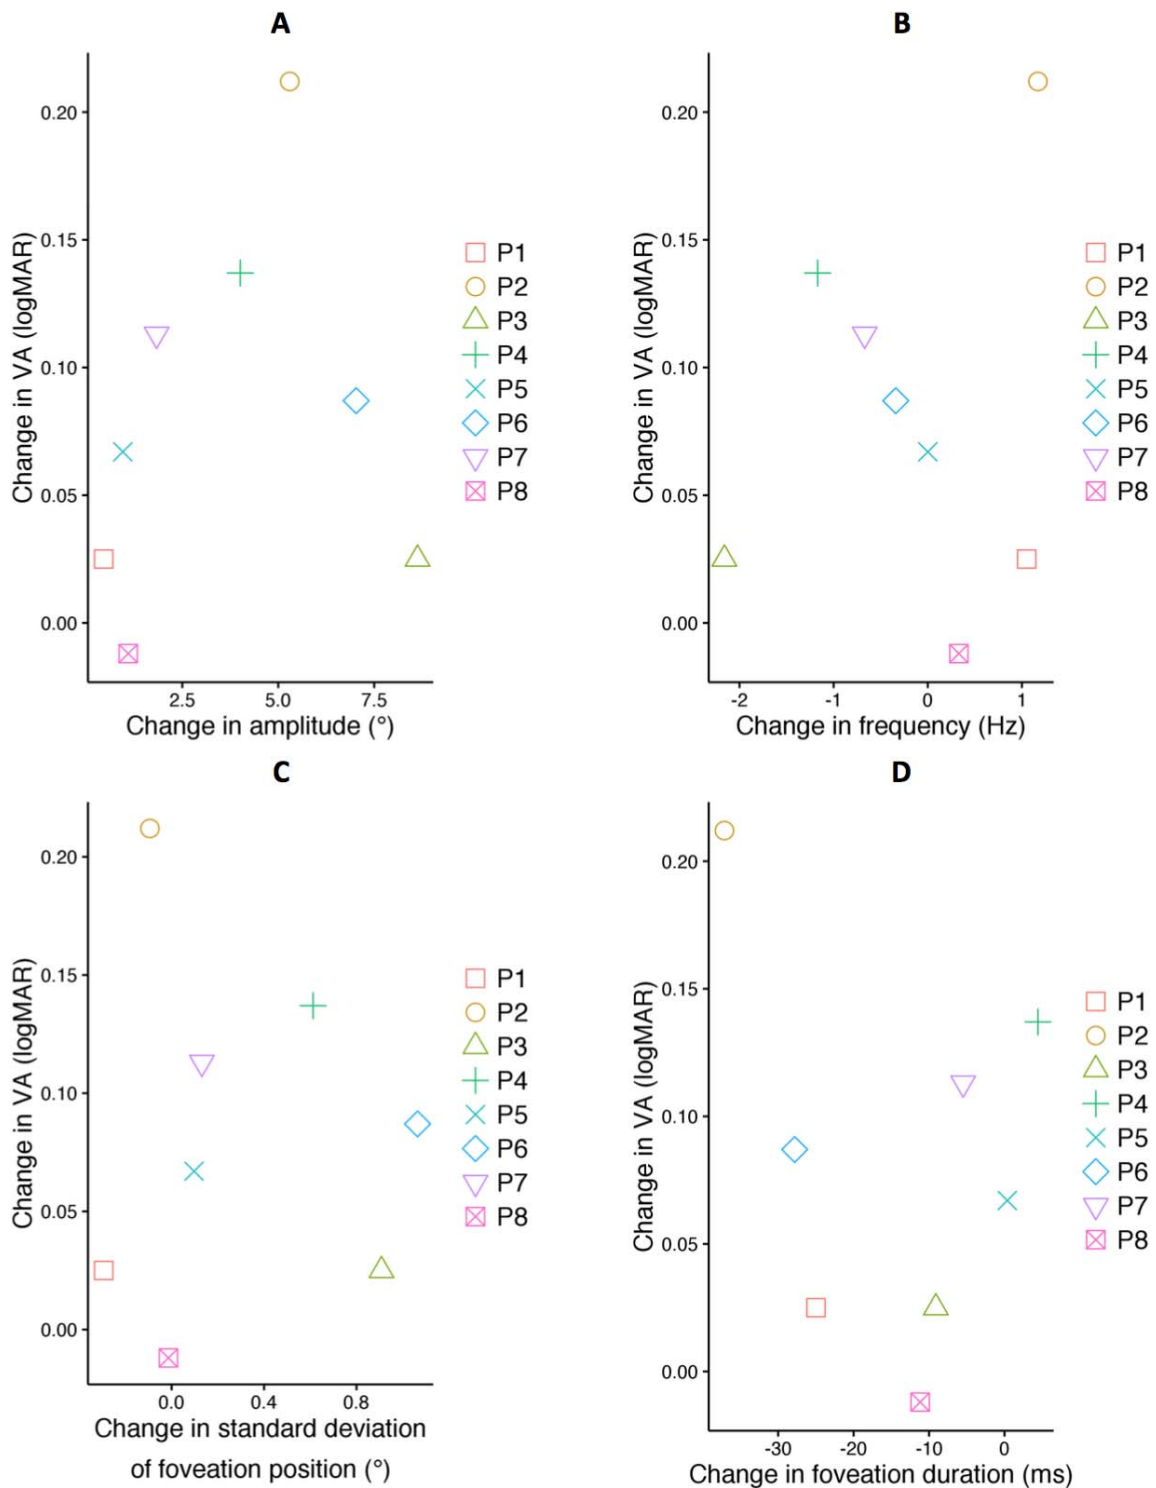 A
Change in VA (logMAR)
0.20
0.15
0.10
0.05
0.00
2.5 5.0 7.5
Change in amplitude (°)
P1
P2
P3
P4
P5
P6
P7
P8
B
Change in VA (logMAR)
0.20
0.15
0.10
0.05
0.00
-2 -1 0 1
Change in frequency (Hz)
P1
P2
P3
P4
P5
P6
P7
P8
C
Change in VA (logMAR)
0.20
0.15
0.10
0.05
0.00
0.0 0.4 0.8
Change in standard deviation
of foveation position (°)
P1
P2
P3
P4
P5
P6
P7
P8
D
Change in VA (logMAR)
0.20
0.15
0.10
0.05
0.00
-30 -20 -10 0
Change in foveation duration (ms)
P1
P2
P3
P4
P5
P6
P7
P8